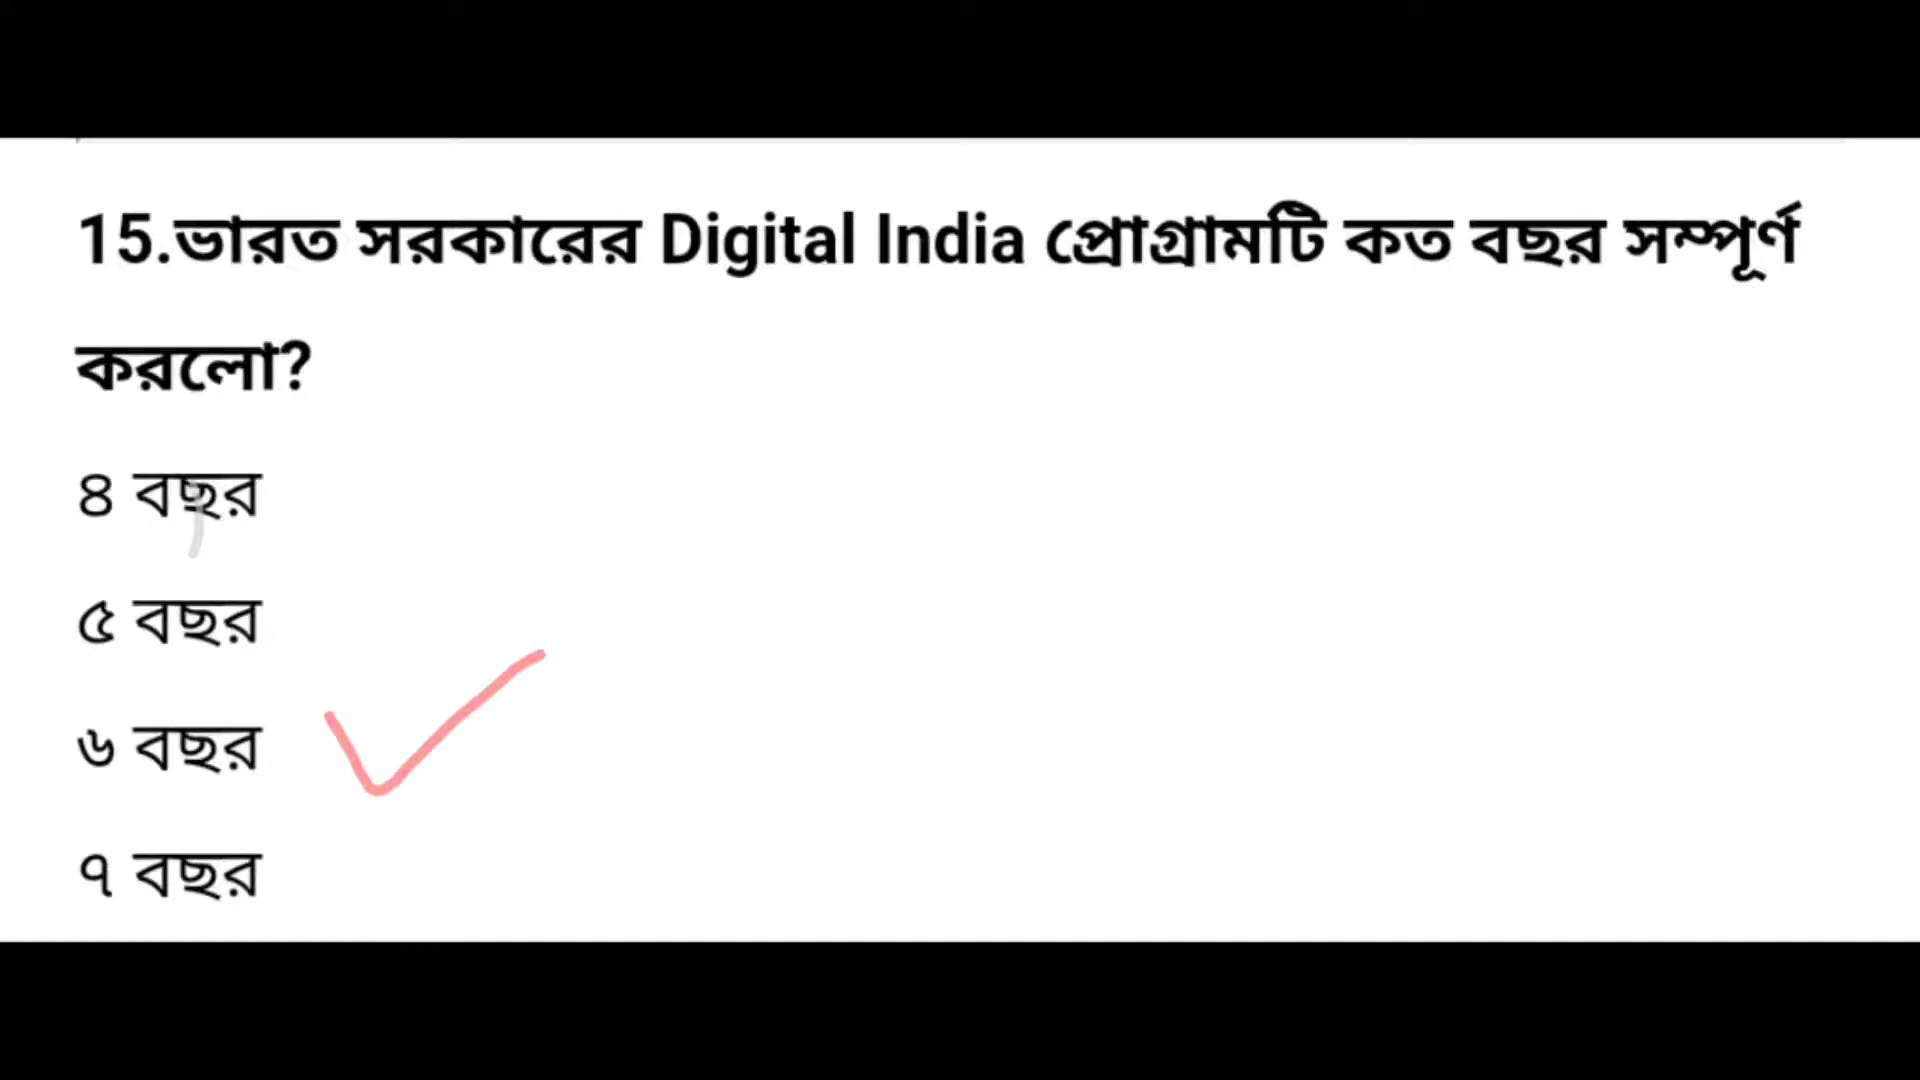 15.ভারত সরকারের Digital India প্রোগ্রামটি কত বছর সম্পূর্ণ
করলো?
৪ বছর
৫ বছর
৬ বছর
৭ বছর